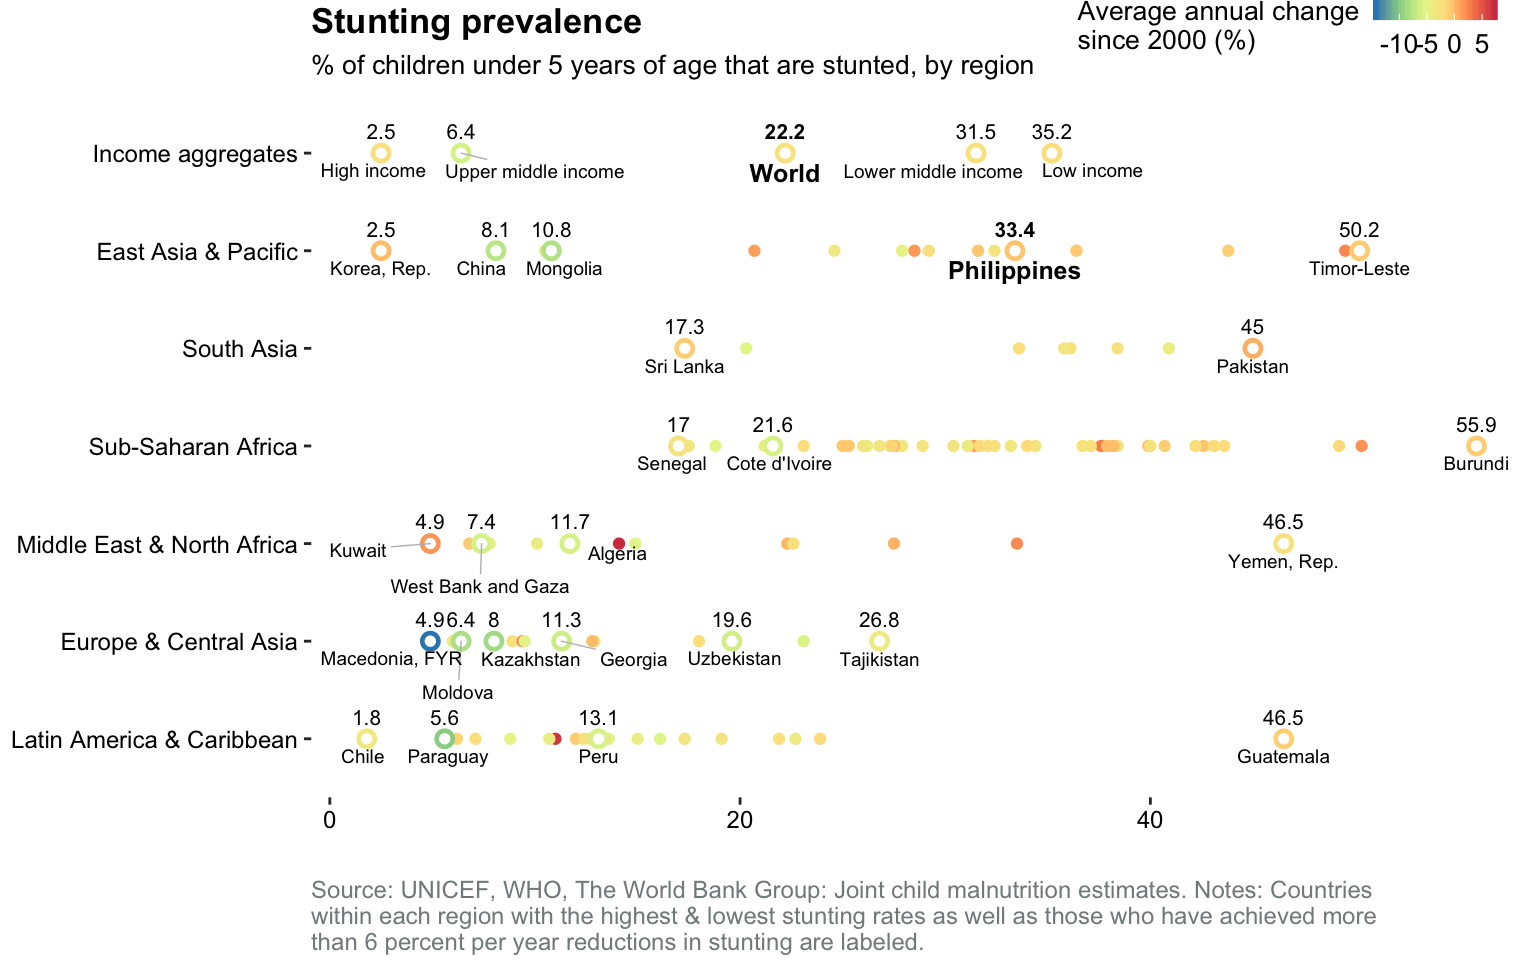 Stunting prevalence
% of children under 5 years of age that are stunted, by region
Average annual change
since 2000 (%)
-10 -5 0 5
Income aggregates
2.5 6.4 22.2 31.5 35.2
High income Upper middle income World Lower middle income Low income
East Asia & Pacific
2.5 8.1 10.8 33.4 50.2
Korea, Rep. China Mongolia Philippines Timor-Leste
South Asia
17.3 45
Sri Lanka Pakistan
Sub-Saharan Africa
17 21.6 55.9
Senegal Cote d'Ivoire Burundi
Middle East & North Africa
4.9 7.4 11.7 46.5
Kuwait Algeria Yemen, Rep.
West Bank and Gaza
Europe & Central Asia
4.9 6.4 8 11.3 19.6 26.8
Macedonia, FYR Kazakhstan Georgia Uzbekistan Tajikistan
Moldova
Latin America & Caribbean
1.8 5.6 13.1 46.5
Chile Paraguay Peru Guatemala
0 20 40
Source: UNICEF, WHO, The World Bank Group: Joint child malnutrition estimates. Notes: Countries
within each region with the highest & lowest stunting rates as well as those who have achieved more
than 6 percent per year reductions in stunting are labeled.